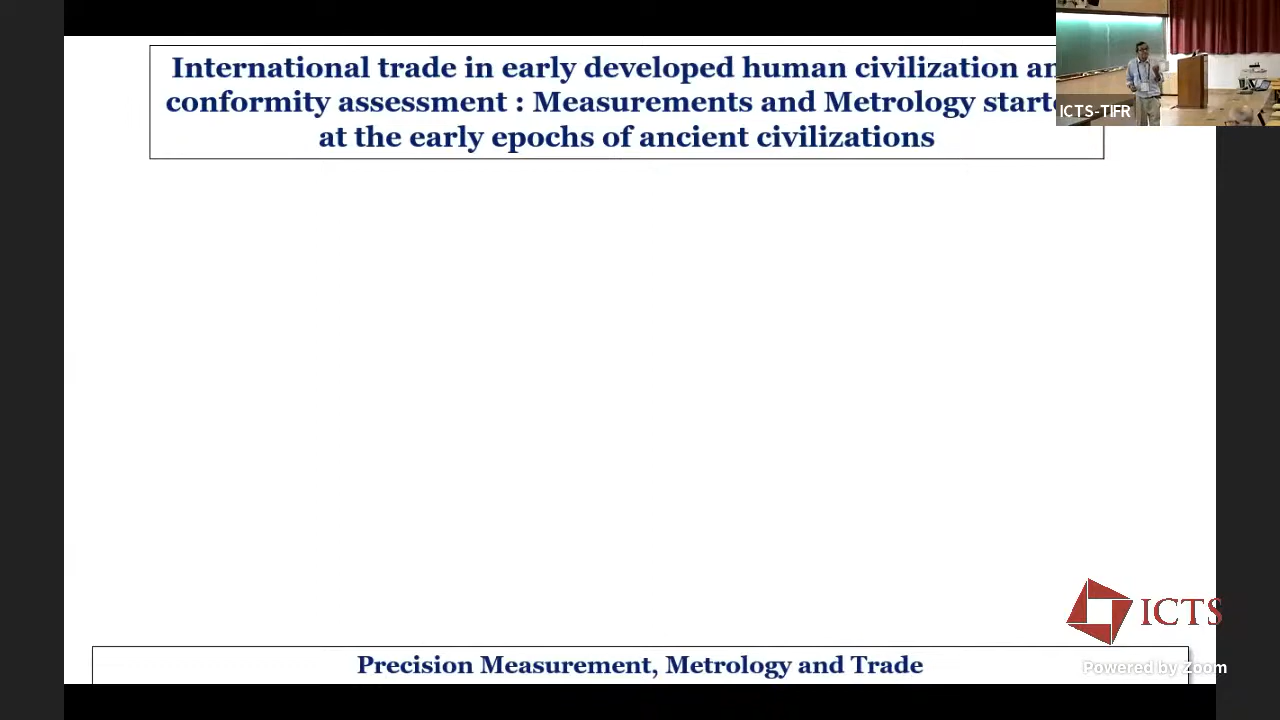 International trade in early developed human civilization an
conformity assessment : Measurements and Metrology starte
at the early epochs of ancient civilizations
ICTS-TIFR
ICTS
Precision Measurement, Metrology and Trade
Powered by Zoom